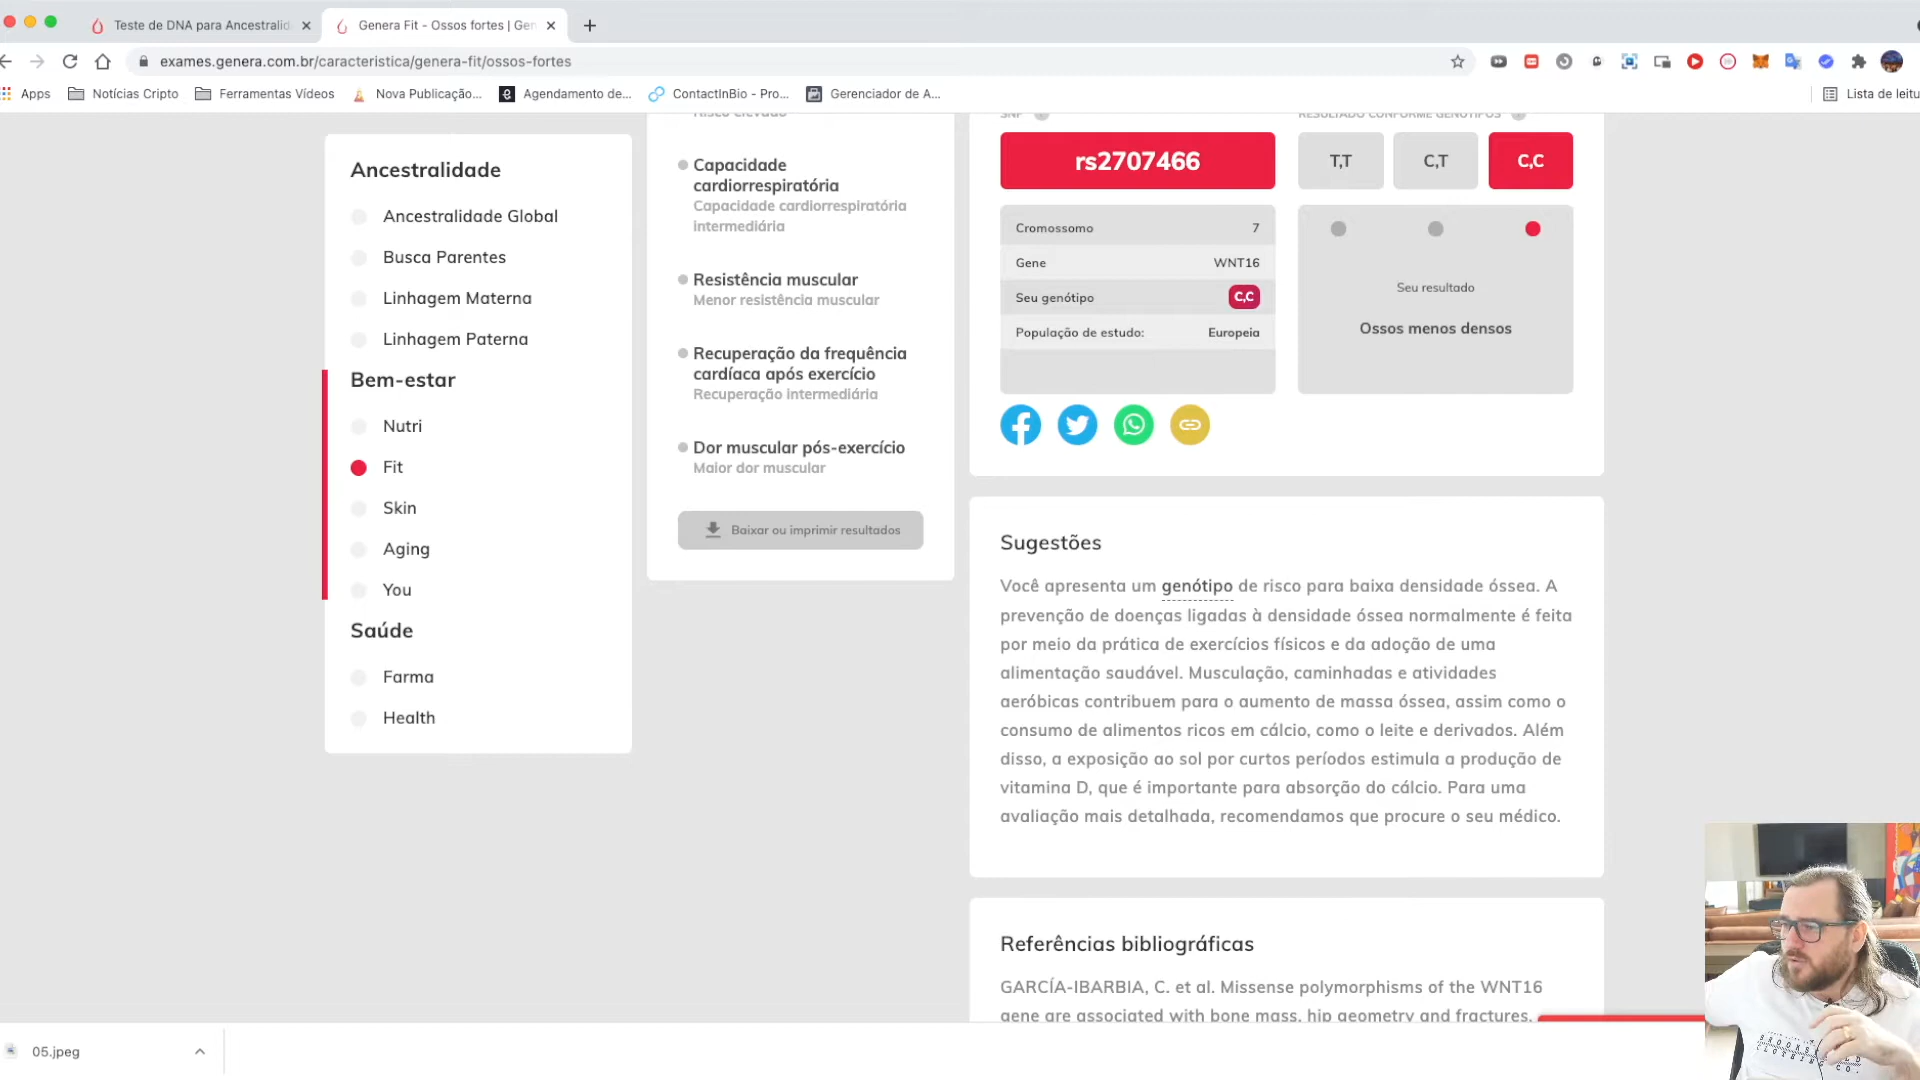 Teste de DNA para Ancestralid
Genera Fit - Ossos fortes | Gen
exames.genera.com.br/caracteristica/genera-fit/ossos-fortes
Apps
Notícias Cripto
Ferramentas Vídeos
Nova Publicação...
Agendamento de...
ContactInBio - Pro...
Gerenciador de A...
Lista de leitu
Ancestralidade
Ancestralidade Global
Busca Parentes
Linhagem Materna
Linhagem Paterna
Bem-estar
Nutri
Fit
Skin
Aging
You
Saúde
Farma
Health
Risco elevado
Capacidade
cardiorrespiratória
Capacidade cardiorrespiratória
intermediária
Resistência muscular
Menor resistência muscular
Recuperação da frequência
cardíaca após exercício
Recuperação intermediária
Dor muscular pós-exercício
Maior dor muscular
Baixar ou imprimir resultados
SNP
RESULTADO CONFORME GENÓTIPOS
rs2707466
T,T
C,T
C,C
Cromossomo 7
Gene WNT16
Seu genótipo C,C
População de estudo: Europeia
Seu resultado
Ossos menos densos
Sugestões
Você apresenta um genótipo de risco para baixa densidade óssea. A
prevenção de doenças ligadas à densidade óssea normalmente é feita
por meio da prática de exercícios físicos e da adoção de uma
alimentação saudável. Musculação, caminhadas e atividades
aeróbicas contribuem para o aumento de massa óssea, assim como o
consumo de alimentos ricos em cálcio, como o leite e derivados. Além
disso, a exposição ao sol por curtos períodos estimula a produção de
vitamina D, que é importante para absorção do cálcio. Para uma
avaliação mais detalhada, recomendamos que procure o seu médico.
Referências bibliográficas
GARCÍA-IBARBIA, C. et al. Missense polymorphisms of the WNT16
gene are associated with bone mass, hip geometry and fractures.
05.jpeg